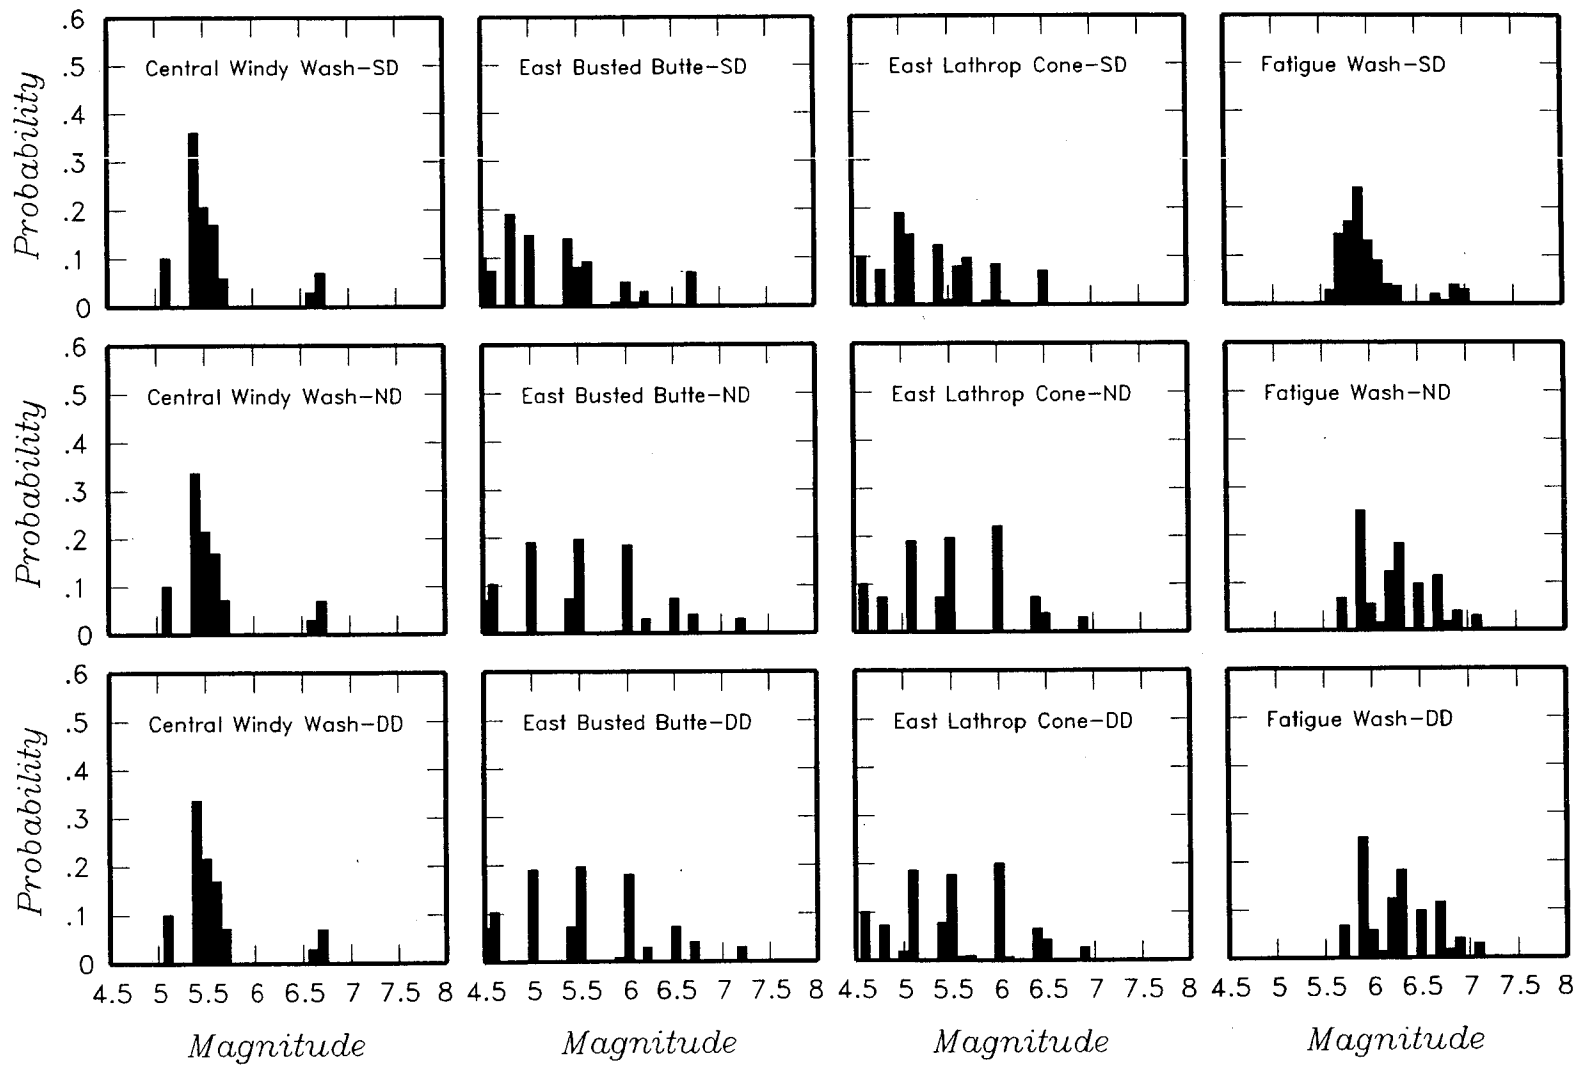 .6
.5
.4
.3
.2
.1
0
Probability
Central Windy Wash–SD
East Busted Butte–SD
East Lathrop Cone–SD
Fatigue Wash–SD
.6
.5
.4
.3
.2
.1
0
Probability
Central Windy Wash–ND
East Busted Butte–ND
East Lathrop Cone–ND
Fatigue Wash–ND
.6
.5
.4
.3
.2
.1
0
Probability
Central Windy Wash–DD
East Busted Butte–DD
East Lathrop Cone–DD
Fatigue Wash–DD
4.5 5 5.5 6 6.5 7 7.5 8
4.5 5 5.5 6 6.5 7 7.5 8
4.5 5 5.5 6 6.5 7 7.5 8
4.5 5 5.5 6 6.5 7 7.5 8
Magnitude
Magnitude
Magnitude
Magnitude